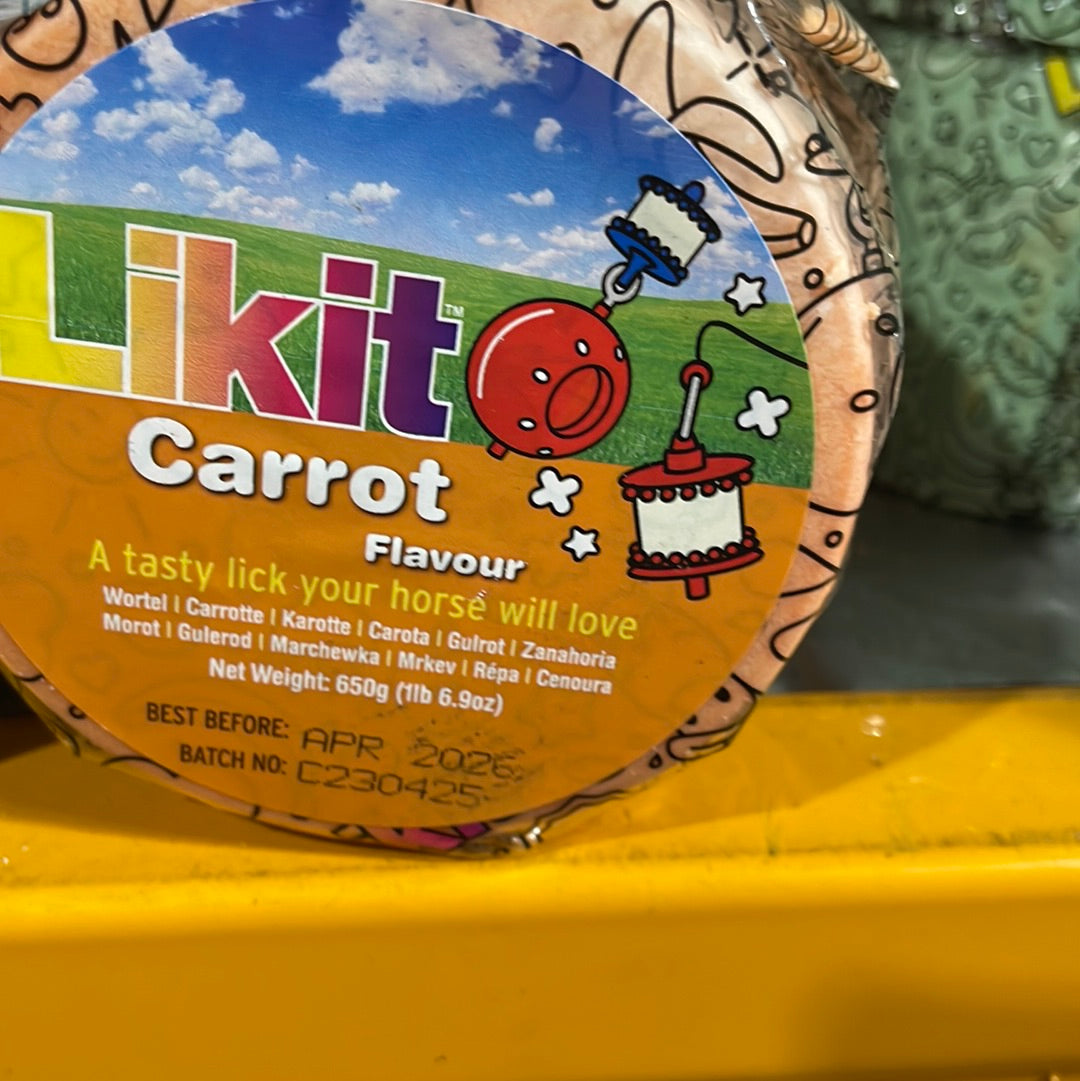 Likit™
Carrot
Flavour
A tasty lick your horse will love
Wortel | Carrotte | Karotte | Carota | Gulrot | Zanahoria
Morot | Gulerod | Marchewka | Mrkev | Répa | Cenoura
Net Weight: 650g (1lb 6.9oz)
BEST BEFORE: APR 2026
BATCH NO: C230425